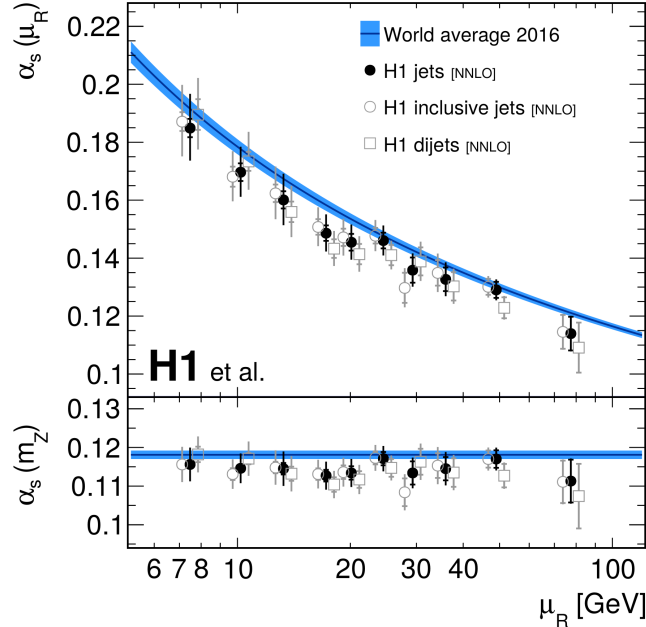 α_s (μ_R)
0.22
0.2
0.18
0.16
0.14
0.12
0.1
World average 2016
H1 jets [NNLO]
H1 inclusive jets [NNLO]
H1 dijets [NNLO]
H1 et al.
α_s (m_Z)
0.13
0.12
0.11
0.1
6 7 8 10 20 30 40 100
μ_R [GeV]